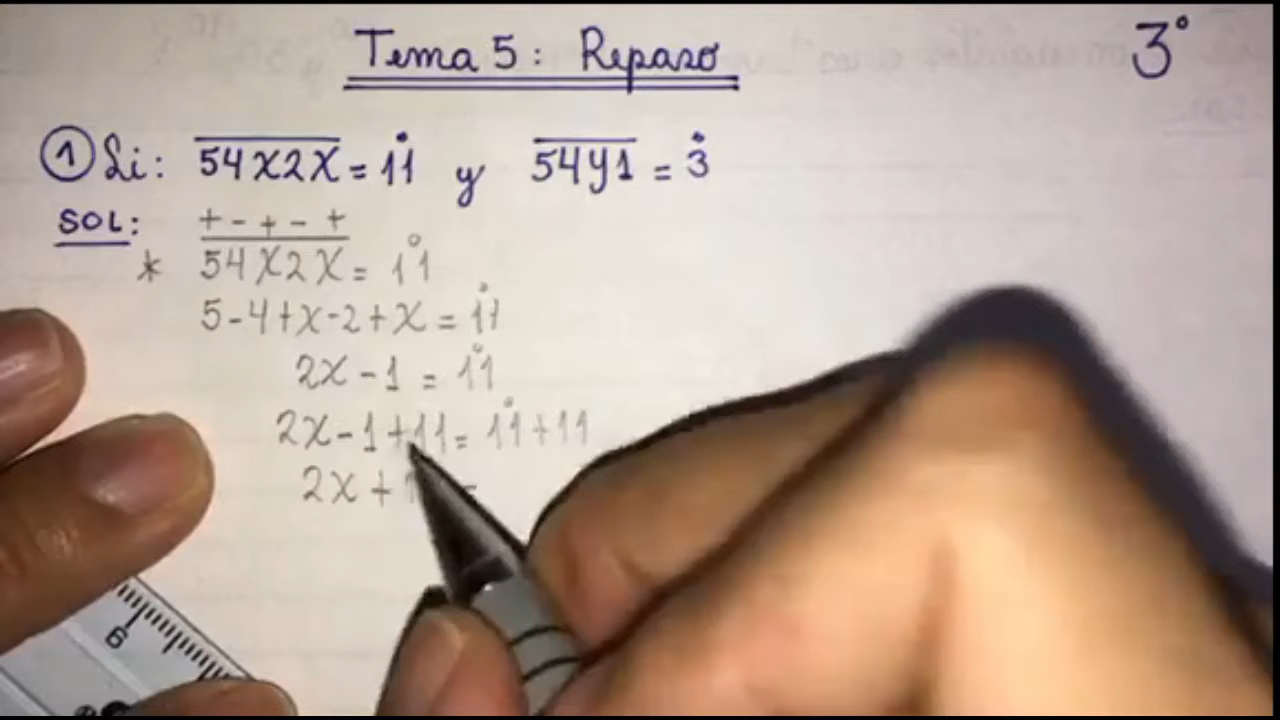 Tema 5: Repaso
3°
① Si: 54X2X = 11 y 54Y1 = 3
SOL:
+ - + - +
* 54X2X = 11
5-4+x-2+x = 11
2x - 1 = 11
2x-1+11 = 11+11
2x +
9